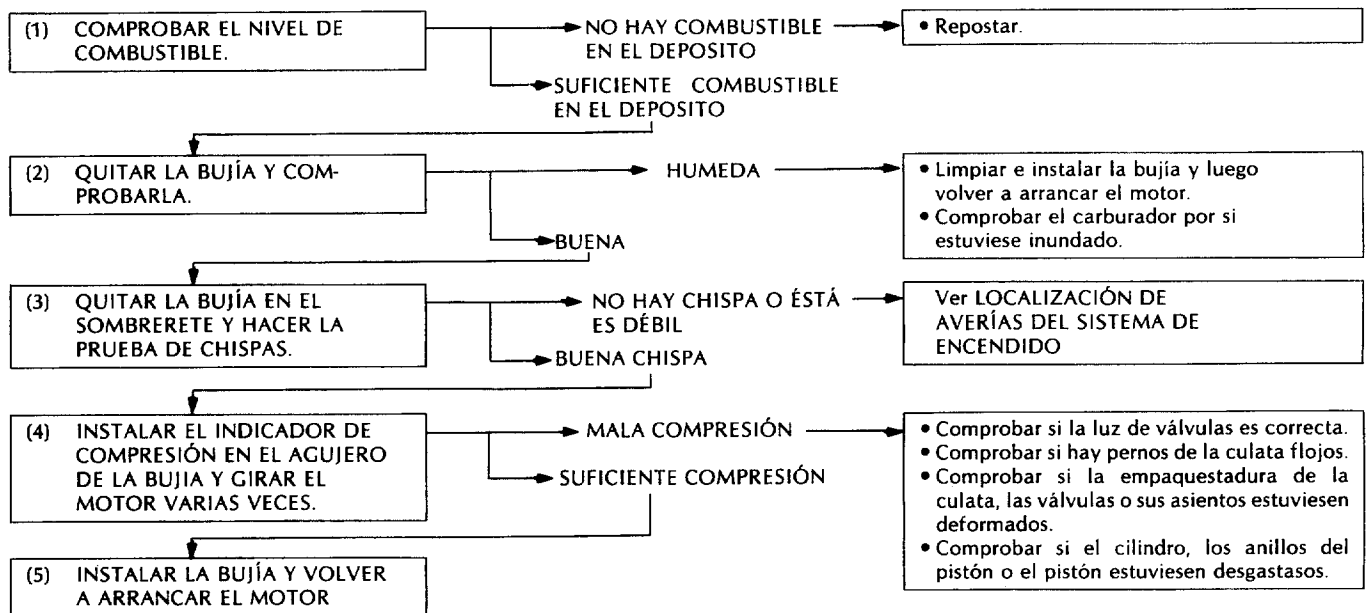 (1) COMPROBAR EL NIVEL DE
COMBUSTIBLE.
NO HAY COMBUSTIBLE
EN EL DEPOSITO
• Repostar.
SUFICIENTE COMBUSTIBLE
EN EL DEPOSITO
(2) QUITAR LA BUJÍA Y COM-
PROBARLA.
HUMEDA
• Limpiar e instalar la bujía y luego
volver a arrancar el motor.
• Comprobar el carburador por si
estuviese inundado.
BUENA
(3) QUITAR LA BUJÍA EN EL
SOMBRERETE Y HACER LA
PRUEBA DE CHISPAS.
NO HAY CHISPA O ÉSTÁ
ES DÉBIL
Ver LOCALIZACIÓN DE
AVERÍAS DEL SISTEMA DE
ENCENDIDO
BUENA CHISPA
(4) INSTALAR EL INDICADOR DE
COMPRESIÓN EN EL AGUJERO
DE LA BUJIA Y GIRAR EL
MOTOR VARIAS VECES.
MALA COMPRESIÓN
SUFICIENTE COMPRESIÓN
• Comprobar si la luz de válvulas es correcta.
• Comprobar si hay pernos de la culata flojos.
• Comprobar si la empaquestadura de la
culata, las válvulas o sus asientos estuviesen
deformados.
• Comprobar si el cilindro, los anillos del
pistón o el pistón estuviesen desgastasos.
(5) INSTALAR LA BUJÍA Y VOLVER
A ARRANCAR EL MOTOR